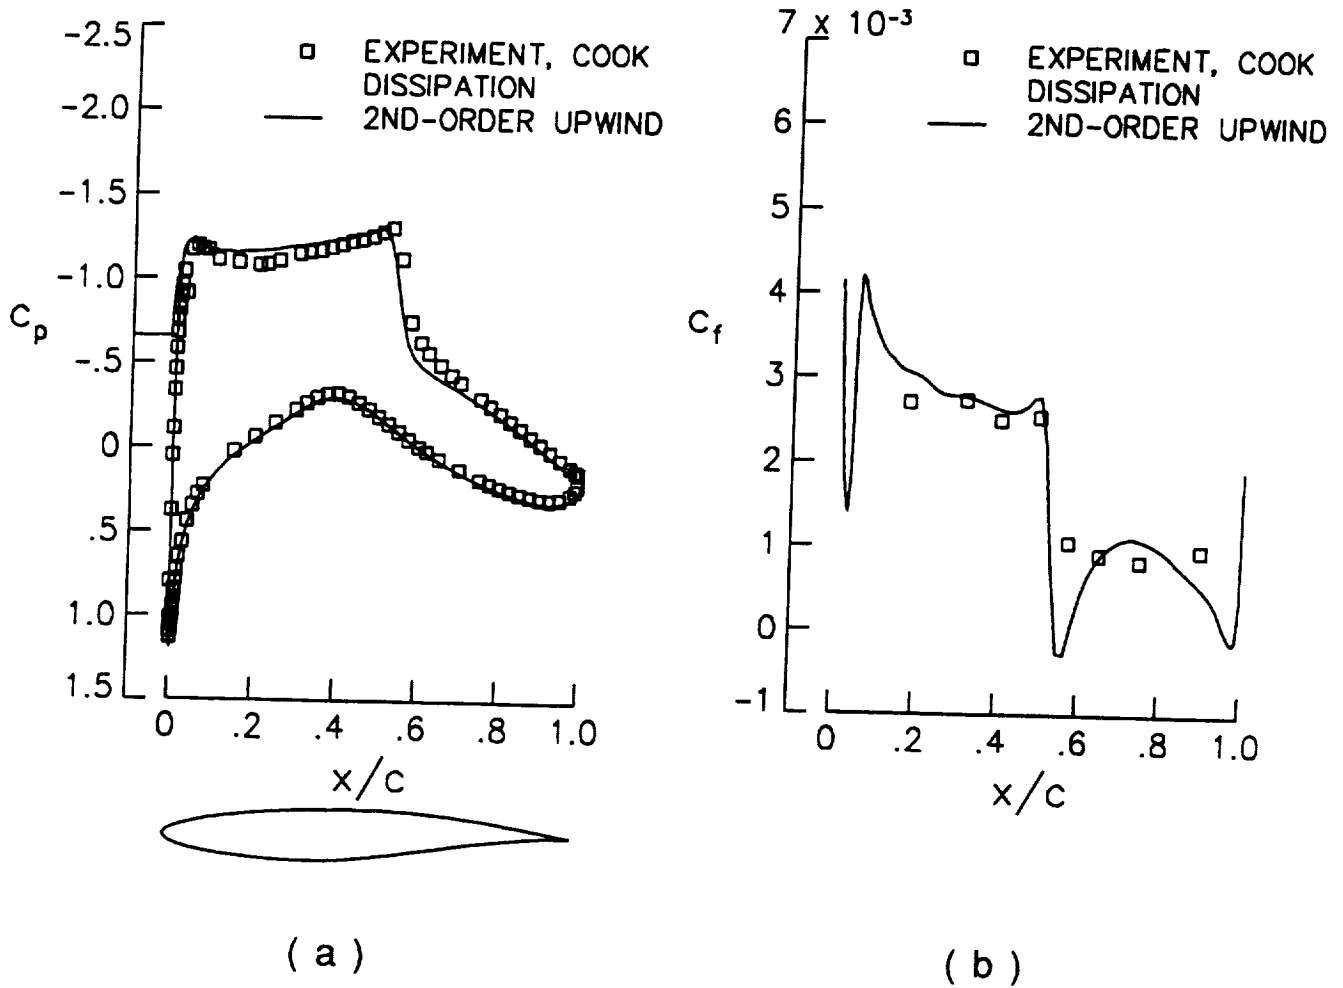 -2.5
-2.0
-1.5
-1.0
-.5
0
.5
1.0
1.5
Cp
EXPERIMENT, COOK
DISSIPATION
2ND-ORDER UPWIND
0 .2 .4 .6 .8 1.0
x/c
(a)
7 x 10-3
6
5
4
3
2
1
0
-1
Cf
EXPERIMENT, COOK
DISSIPATION
2ND-ORDER UPWIND
0 .2 .4 .6 .8 1.0
x/c
(b)